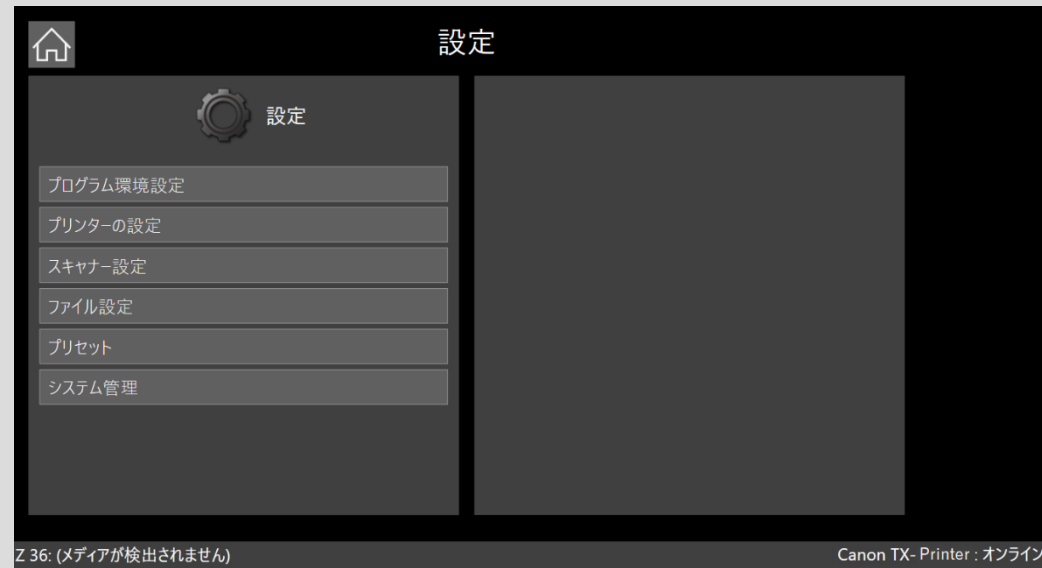 設定
設定
プログラム環境設定
プリンターの設定
スキャナー設定
ファイル設定
プリセット
システム管理
Z 36: (メディアが検出されません)
Canon TX- Printer : オンライン